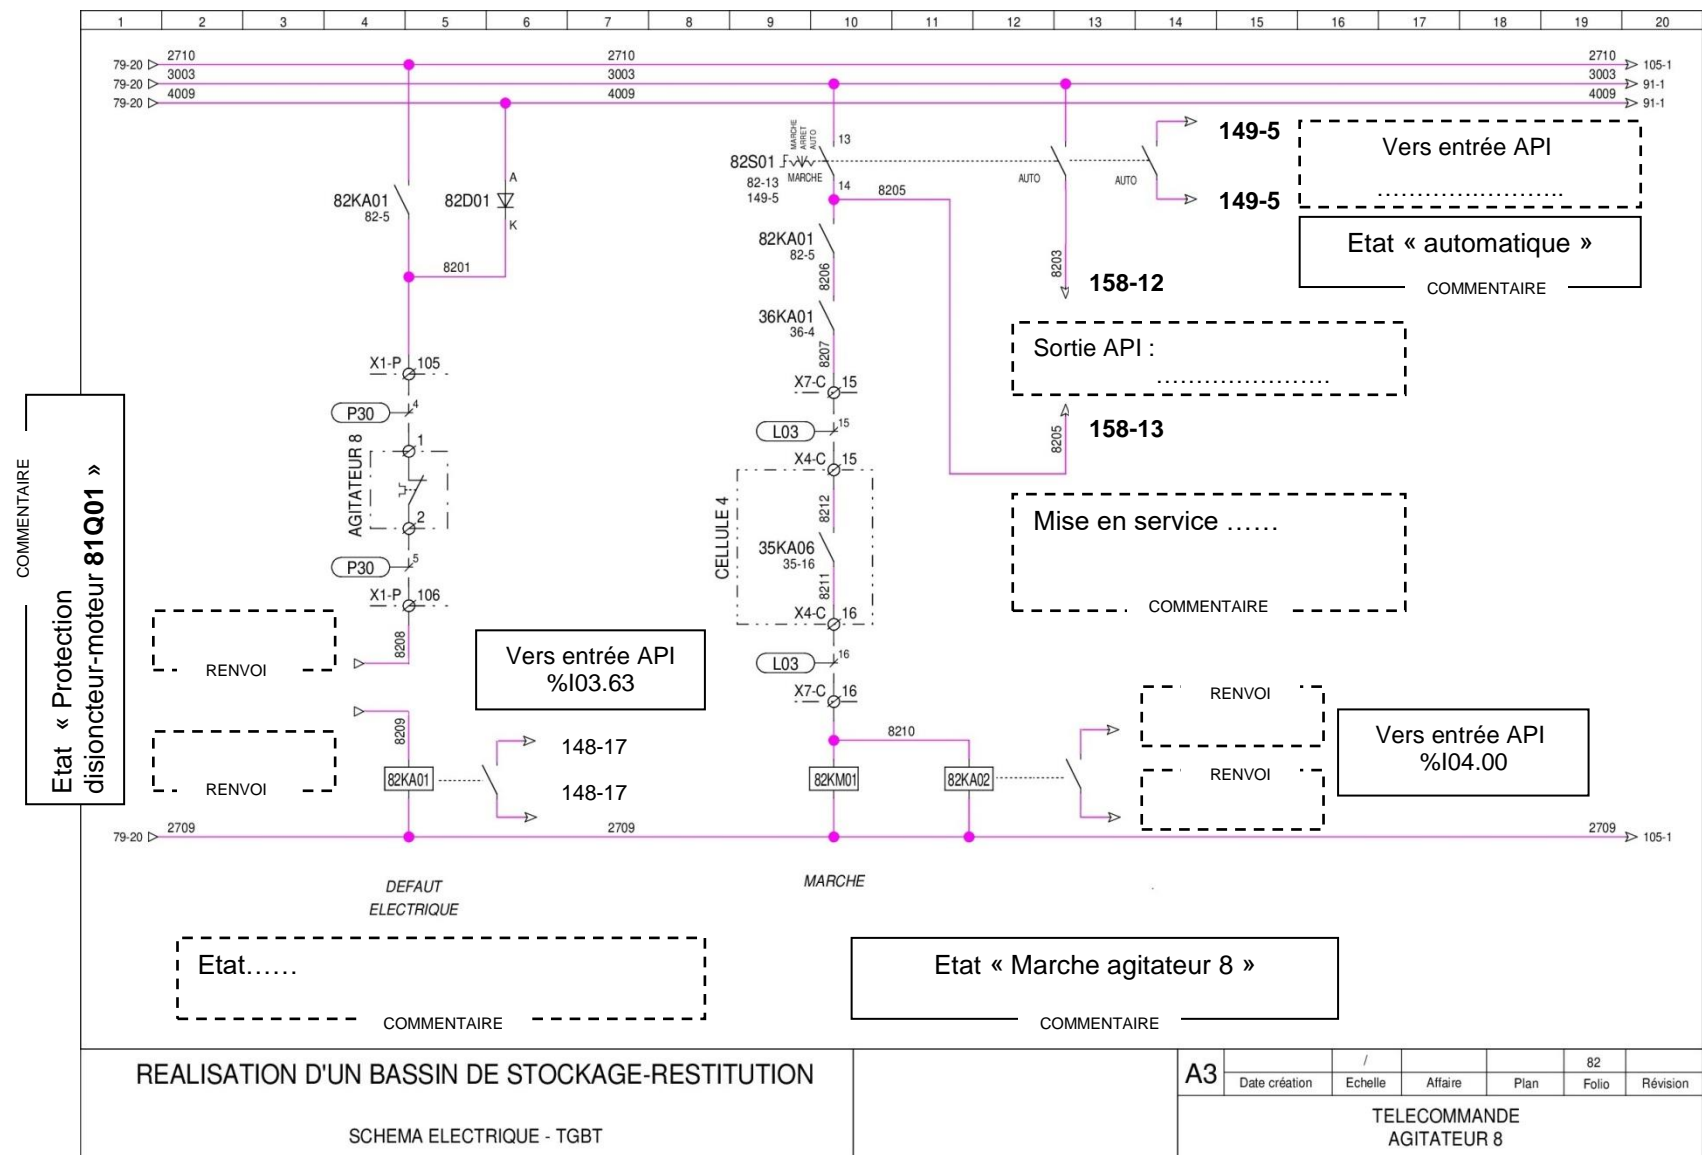 1 2 3 4 5 6 7 8 9 10 11 12 13 14 15 16 17 18 19 20
79-20 2710 2710 2710 105-1
79-20 3003 3003 3003 91-1
79-20 4009 4009 4009 91-1
82KA01
82-5
82D01
A
K
8201
X1-P 105
P30 4
1
AGITATEUR 8
2
P30 5
X1-P 106
8208
RENVOI
8209
RENVOI
82KA01
Vers entrée API
%I03.63
148-17
148-17
COMMENTAIRE
Etat « Protection
disioncteur-moteur 81Q01 »
MARCHE
ARRET
AUTO
13
82S01
82-13
149-5
MARCHE
14
8205
82KA01
82-5
8206
36KA01
36-4
8207
X7-C 15
L03 15
X4-C 15
CELLULE 4
8212
35KA06
35-16
8211
X4-C 16
L03 16
X7-C 16
8210
82KM01
82KA02
AUTO
AUTO
149-5
149-5
Vers entrée API
.......................
Etat « automatique »
COMMENTAIRE
8203
158-12
Sortie API :
......................
8205
158-13
Mise en service ......
COMMENTAIRE
RENVOI
RENVOI
Vers entrée API
%I04.00
79-20 2709 2709 2709 105-1
DEFAUT
ELECTRIQUE
MARCHE
Etat......
COMMENTAIRE
Etat « Marche agitateur 8 »
COMMENTAIRE
REALISATION D'UN BASSIN DE STOCKAGE-RESTITUTION
SCHEMA ELECTRIQUE - TGBT
A3
/ 82
Date création Echelle Affaire Plan Folio Révision
TELECOMMANDE
AGITATEUR 8